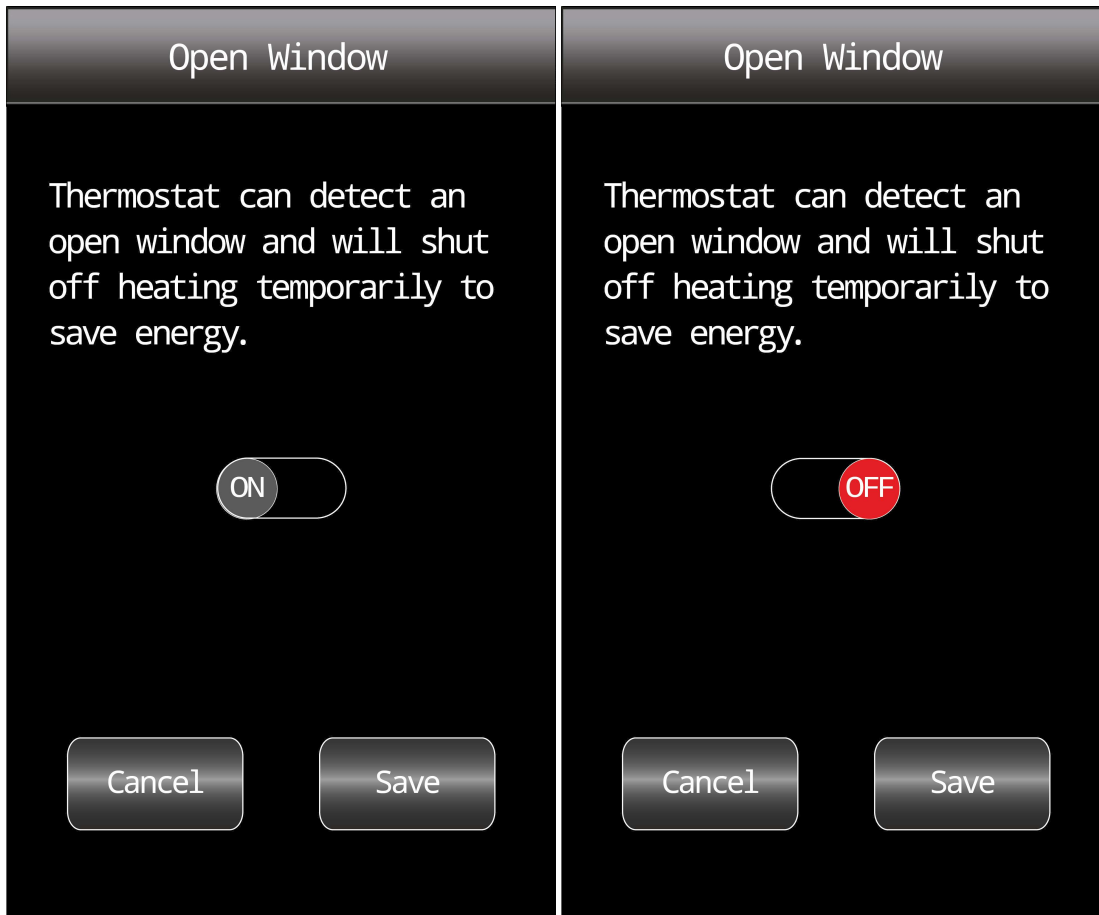 Open Window
Thermostat can detect an
open window and will shut
off heating temporarily to
save energy.
ON
Cancel
Save
Open Window
Thermostat can detect an
open window and will shut
off heating temporarily to
save energy.
OFF
Cancel
Save